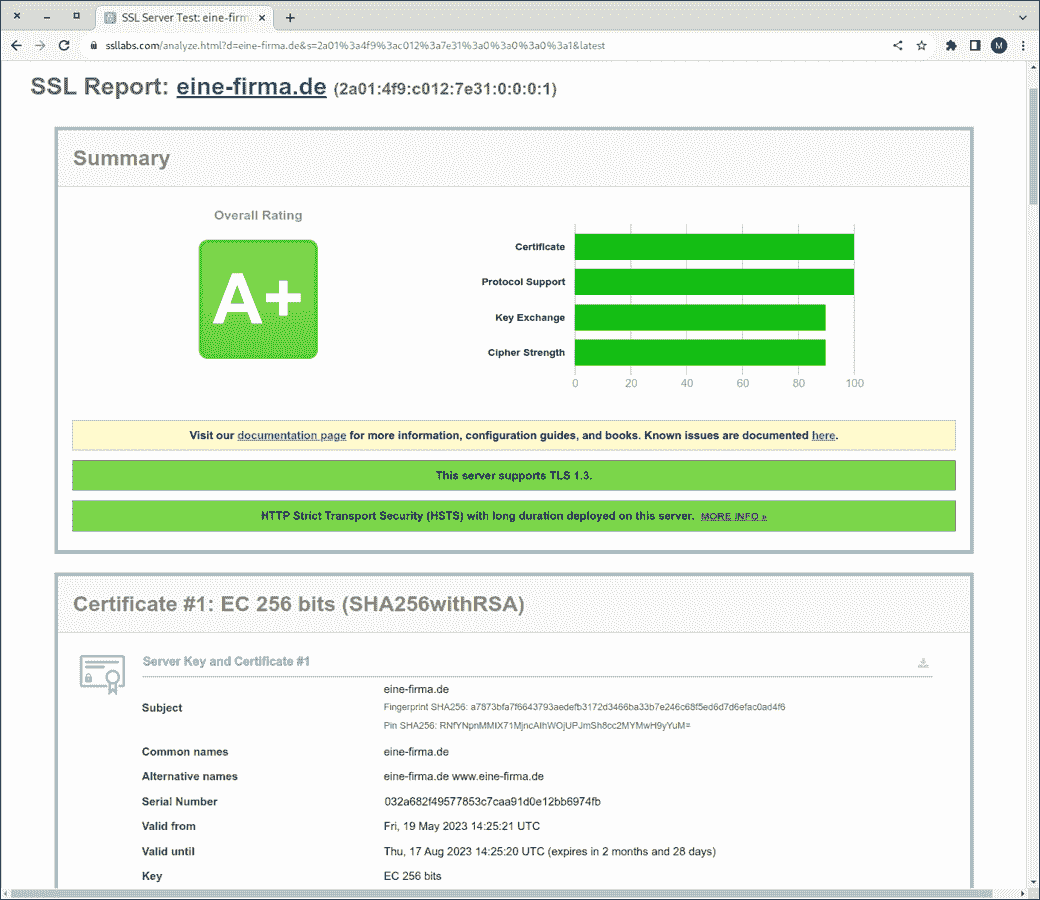 SSL Server Test: eine-firm
ssllabs.com/analyze.html?d=eine-firma.de&s=2a01%3a4f9%3ac012%3a7e31%3a0%3a0%3a0%3a1&latest
M
SSL Report: eine-firma.de (2a01:4f9:c012:7e31:0:0:0:1)
Summary
Overall Rating
A+
Certificate
Protocol Support
Key Exchange
Cipher Strength
0 20 40 60 80 100
Visit our documentation page for more information, configuration guides, and books. Known issues are documented here.
This server supports TLS 1.3.
HTTP Strict Transport Security (HSTS) with long duration deployed on this server. MORE INFO »
Certificate #1: EC 256 bits (SHA256withRSA)
Server Key and Certificate #1
Subject
eine-firma.de
Fingerprint SHA256: a7873bfa7f6643793aedefb3172d3466ba33b7e246c68f5ed6d7d6efac0ad4f6
Pin SHA256: RNfYNpnMMIX71MjncAIhWOjUPJmSh8cc2MYMwH9yYuM=
Common names eine-firma.de
Alternative names eine-firma.de www.eine-firma.de
Serial Number 032a682f49577853c7caa91d0e12bb6974fb
Valid from Fri, 19 May 2023 14:25:21 UTC
Valid until Thu, 17 Aug 2023 14:25:20 UTC (expires in 2 months and 28 days)
Key EC 256 bits